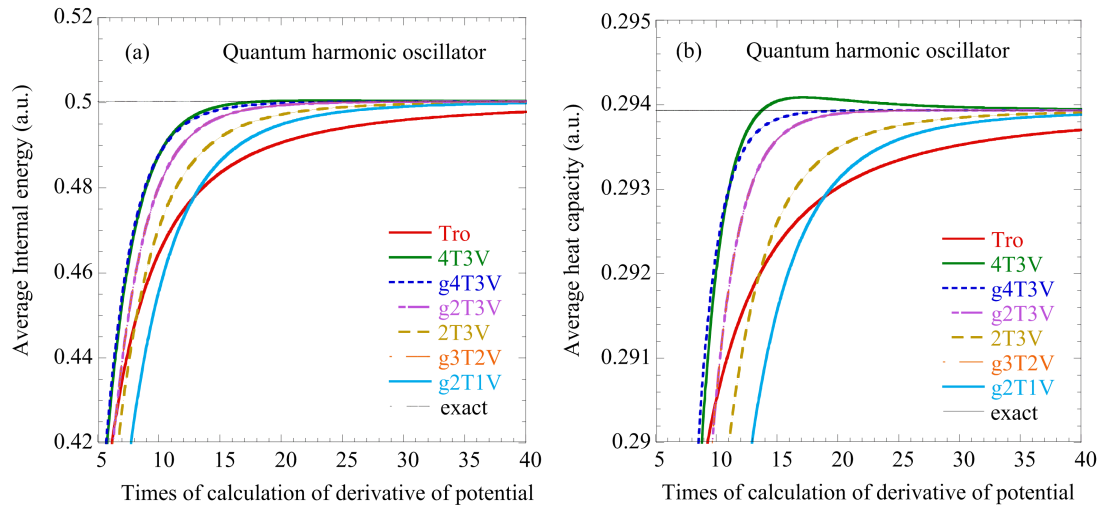 0.52
(a)
Quantum harmonic oscillator
0.5
0.48
0.46
0.44
0.42
Average Internal energy (a.u.)
Tro
4T3V
g4T3V
g2T3V
2T3V
g3T2V
g2T1V
exact
5 10 15 20 25 30 35 40
Times of calculation of derivative of potential
0.295
(b)
Quantum harmonic oscillator
0.294
0.293
0.292
0.291
0.29
Average heat capacity (a.u.)
Tro
4T3V
g4T3V
g2T3V
2T3V
g3T2V
g2T1V
exact
5 10 15 20 25 30 35 40
Times of calculation of derivative of potential